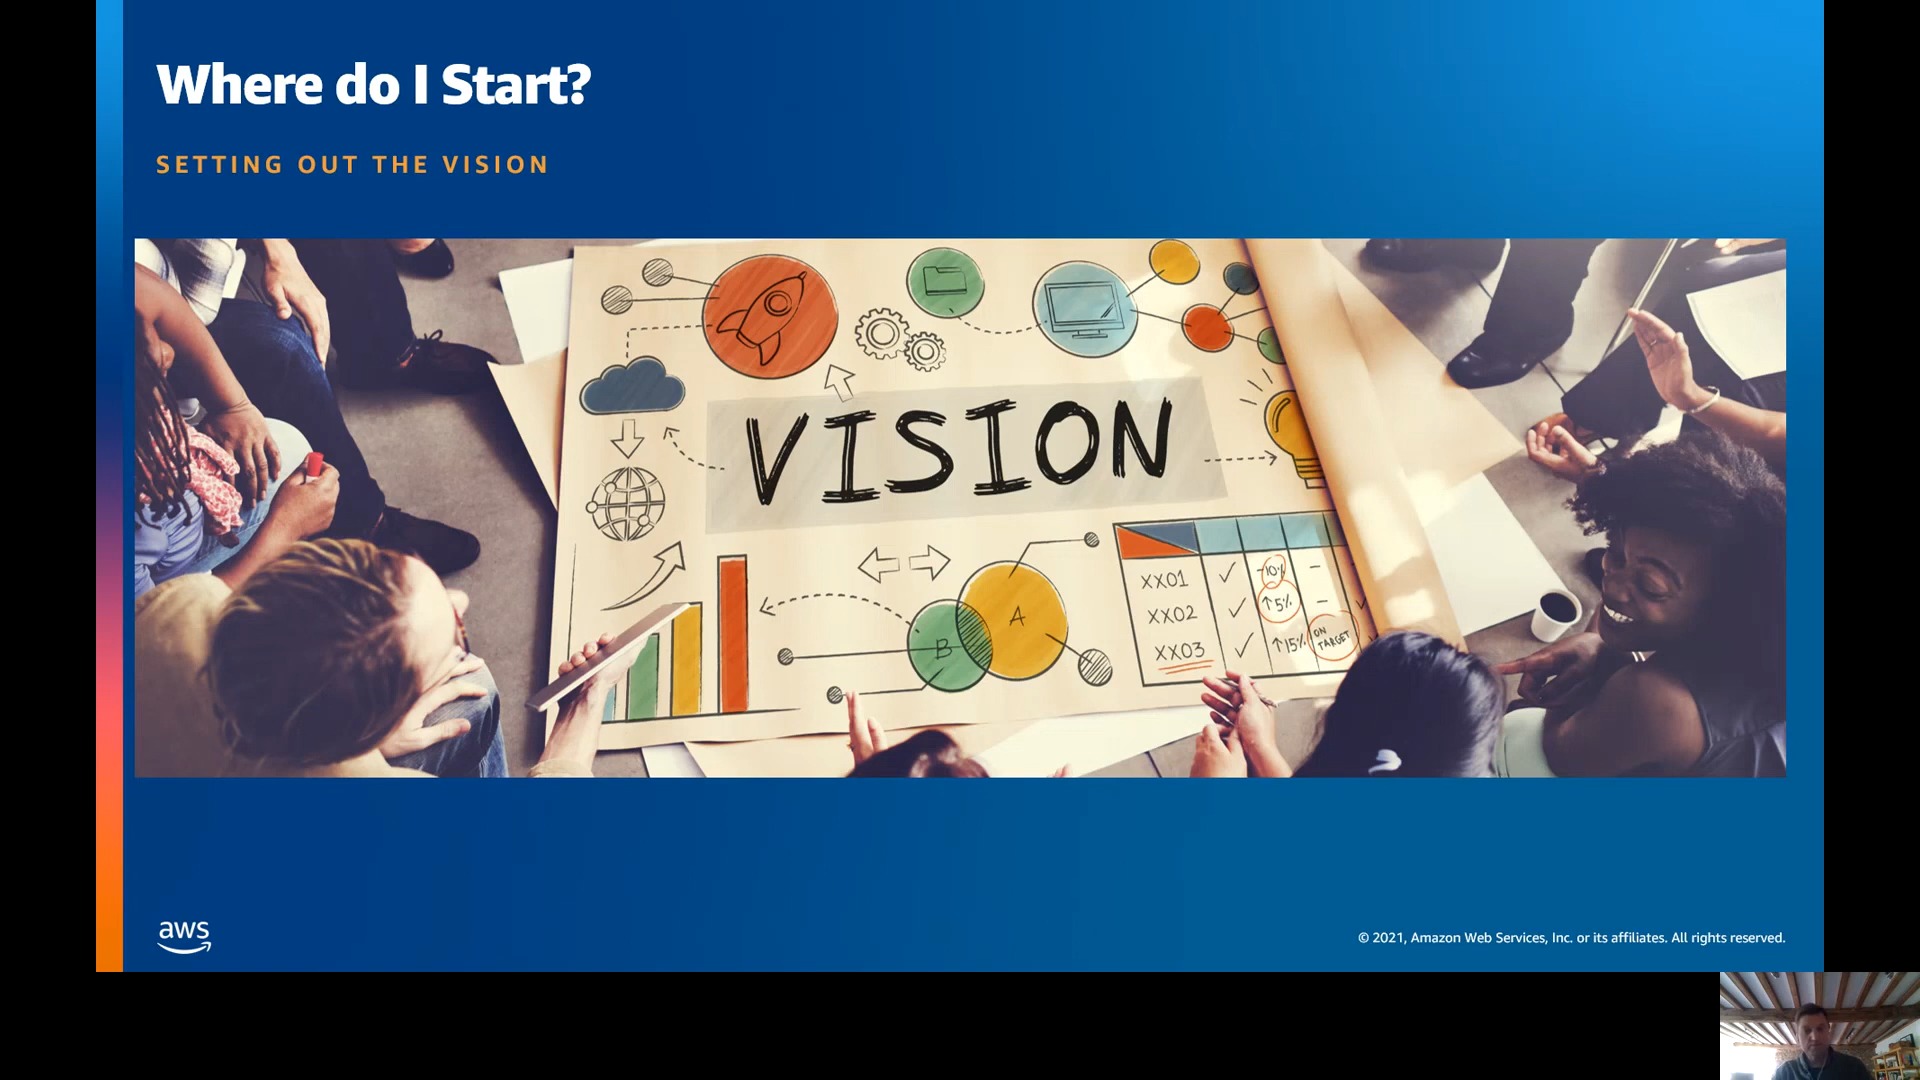 Where do I Start?
SETTING OUT THE VISION
VISION
B
A
XX01 ✓ -10% -
XX02 ✓ ↑5% -
XX03 ✓ ↑15% ON TARGET
aws
© 2021, Amazon Web Services, Inc. or its affiliates. All rights reserved.